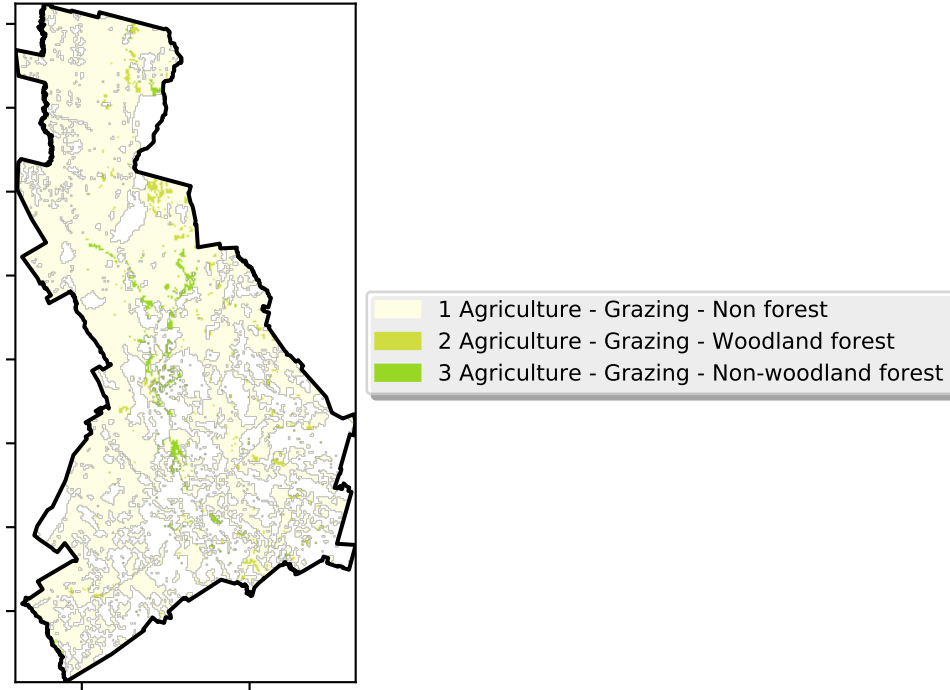 1 Agriculture - Grazing - Non forest
2 Agriculture - Grazing - Woodland forest
3 Agriculture - Grazing - Non-woodland forest